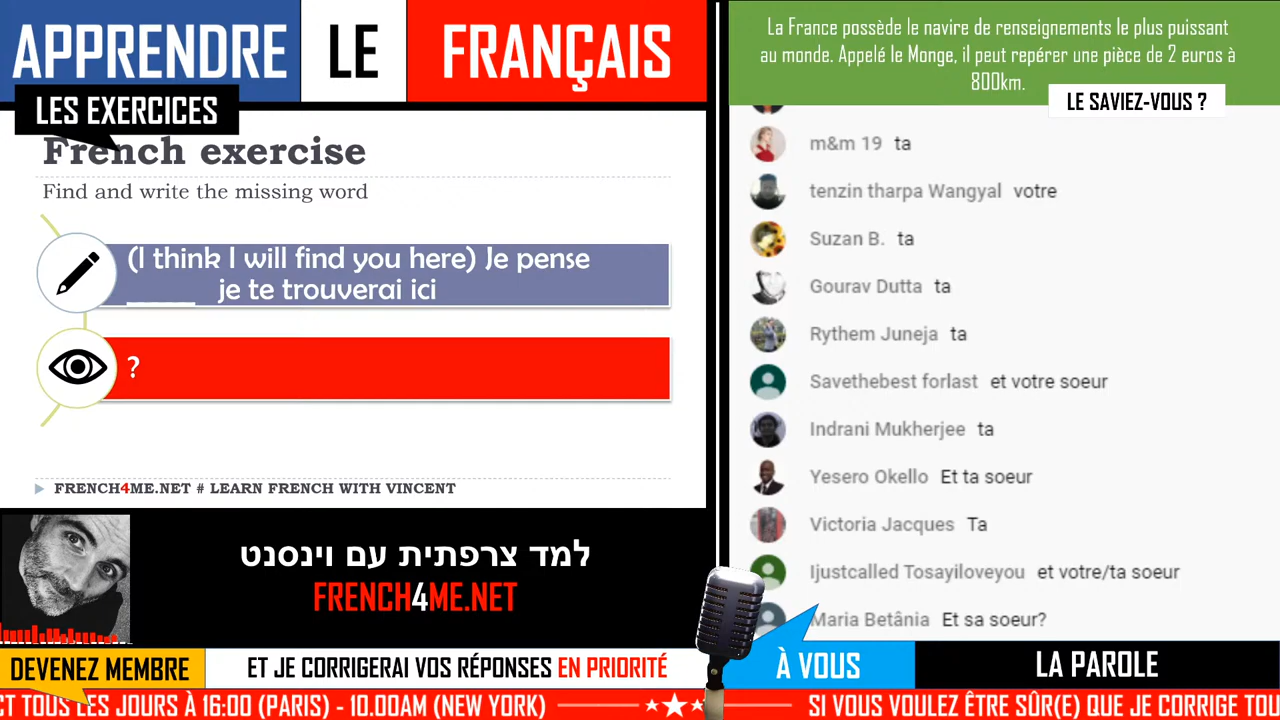 APPRENDRE LE FRANÇAIS
LES EXERCICES
French exercise
Find and write the missing word
(I think I will find you here) Je pense
_____ je te trouverai ici
?
FRENCH4ME.NET # LEARN FRENCH WITH VINCENT
למד צרפתית עם וינסנט
FRENCH4ME.NET
DEVENEZ MEMBRE
ET JE CORRIGERAI VOS RÉPONSES EN PRIORITÉ
La France possède le navire de renseignements le plus puissant
au monde. Appelé le Monge, il peut repérer une pièce de 2 euros à
800km.
LE SAVIEZ-VOUS ?
m&m 19 ta
tenzin tharpa Wangyal votre
Suzan B. ta
Gourav Dutta ta
Rythem Juneja ta
Savethebest forlast et votre soeur
Indrani Mukherjee ta
Yesero Okello Et ta soeur
Victoria Jacques Ta
Ijustcalled Tosayiloveyou et votre/ta soeur
Maria Betânia Et sa soeur?
À VOUS
LA PAROLE
CT TOUS LES JOURS À 16:00 (PARIS) - 10.00AM (NEW YORK)
SI VOUS VOULEZ ÊTRE SÛR(E) QUE JE CORRIGE TOU